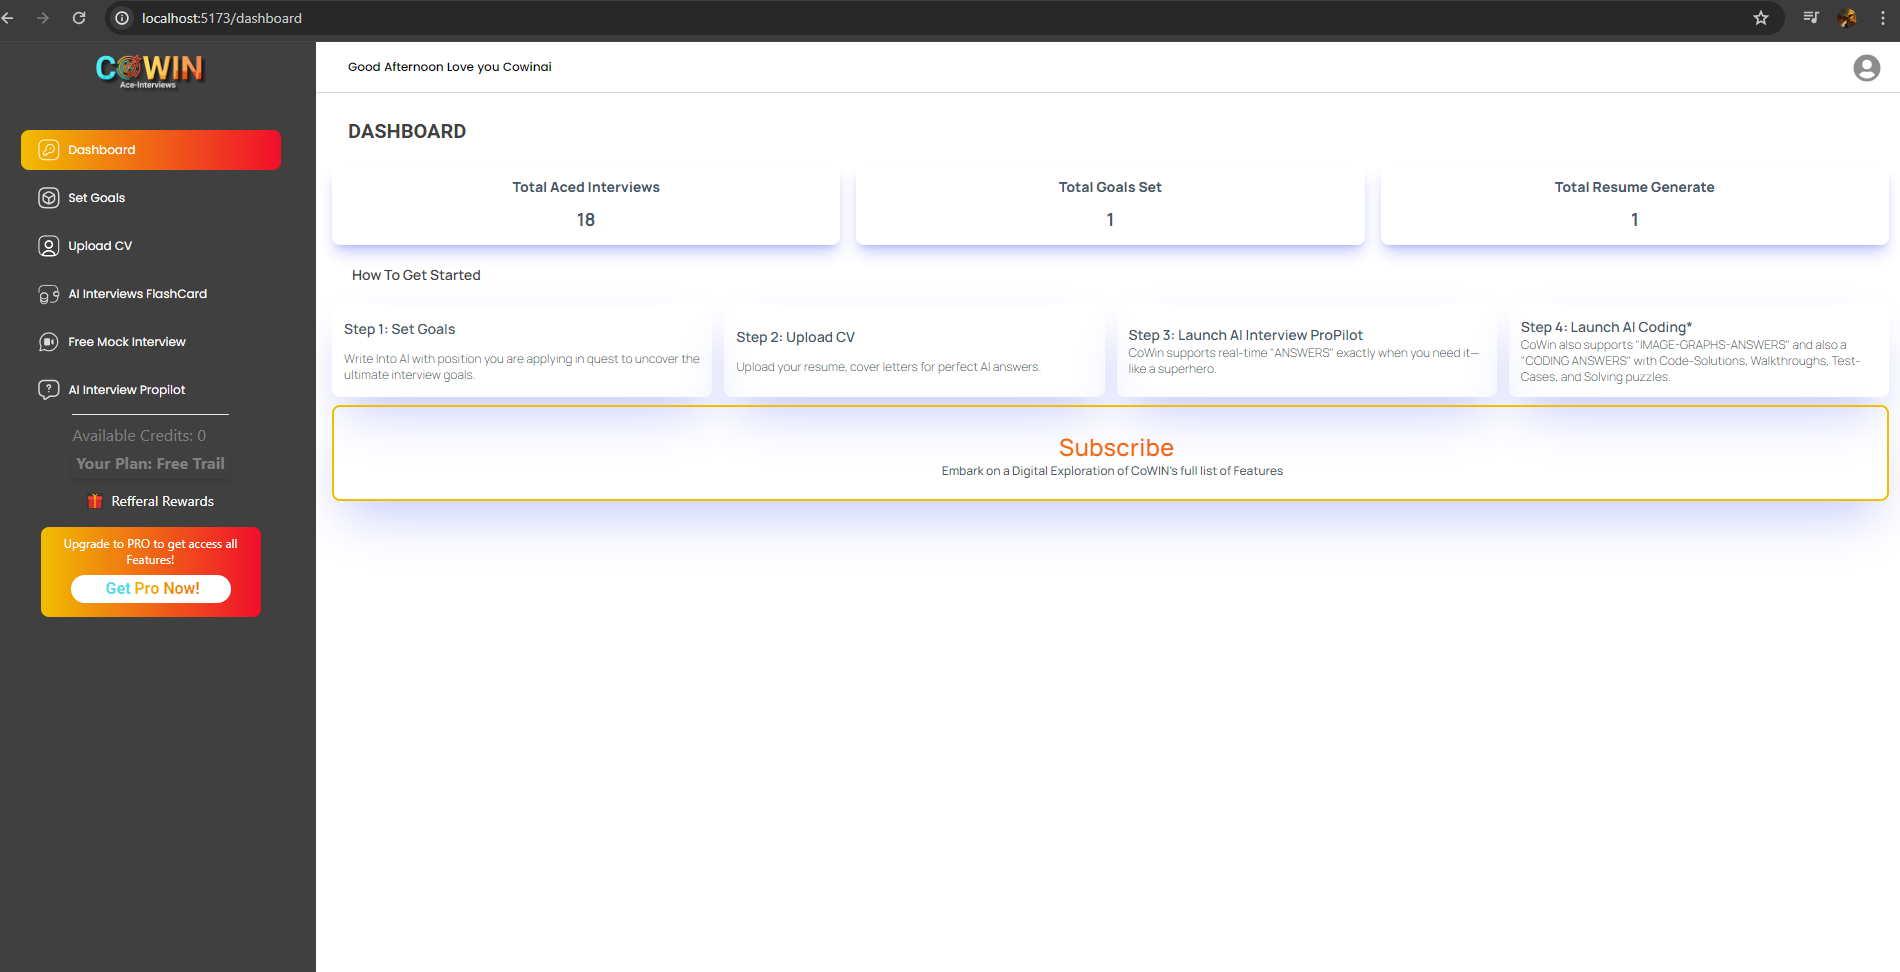 localhost:5173/dashboard
COWIN
Ace-Interviews
Good Afternoon Love you Cowinai
Dashboard
Set Goals
Upload CV
AI Interviews FlashCard
Free Mock Interview
AI Interview Propilot
Available Credits: 0
Your Plan: Free Trail
Refferal Rewards
Upgrade to PRO to get access all
Features!
Get Pro Now!
DASHBOARD
Total Aced Interviews
18
Total Goals Set
1
Total Resume Generate
1
How To Get Started
Step 1: Set Goals
Write Into AI with position you are applying in quest to uncover the
ultimate interview goals.
Step 2: Upload CV
Upload your resume, cover letters for perfect AI answers.
Step 3: Launch AI Interview ProPilot
CoWin supports real-time "ANSWERS" exactly when you need it—
like a superhero.
Step 4: Launch AI Coding*
CoWin also supports "IMAGE-GRAPHS-ANSWERS" and also a
"CODING ANSWERS" with Code-Solutions, Walkthroughs, Test-
Cases, and Solving puzzles.
Subscribe
Embark on a Digital Exploration of CoWIN's full list of Features